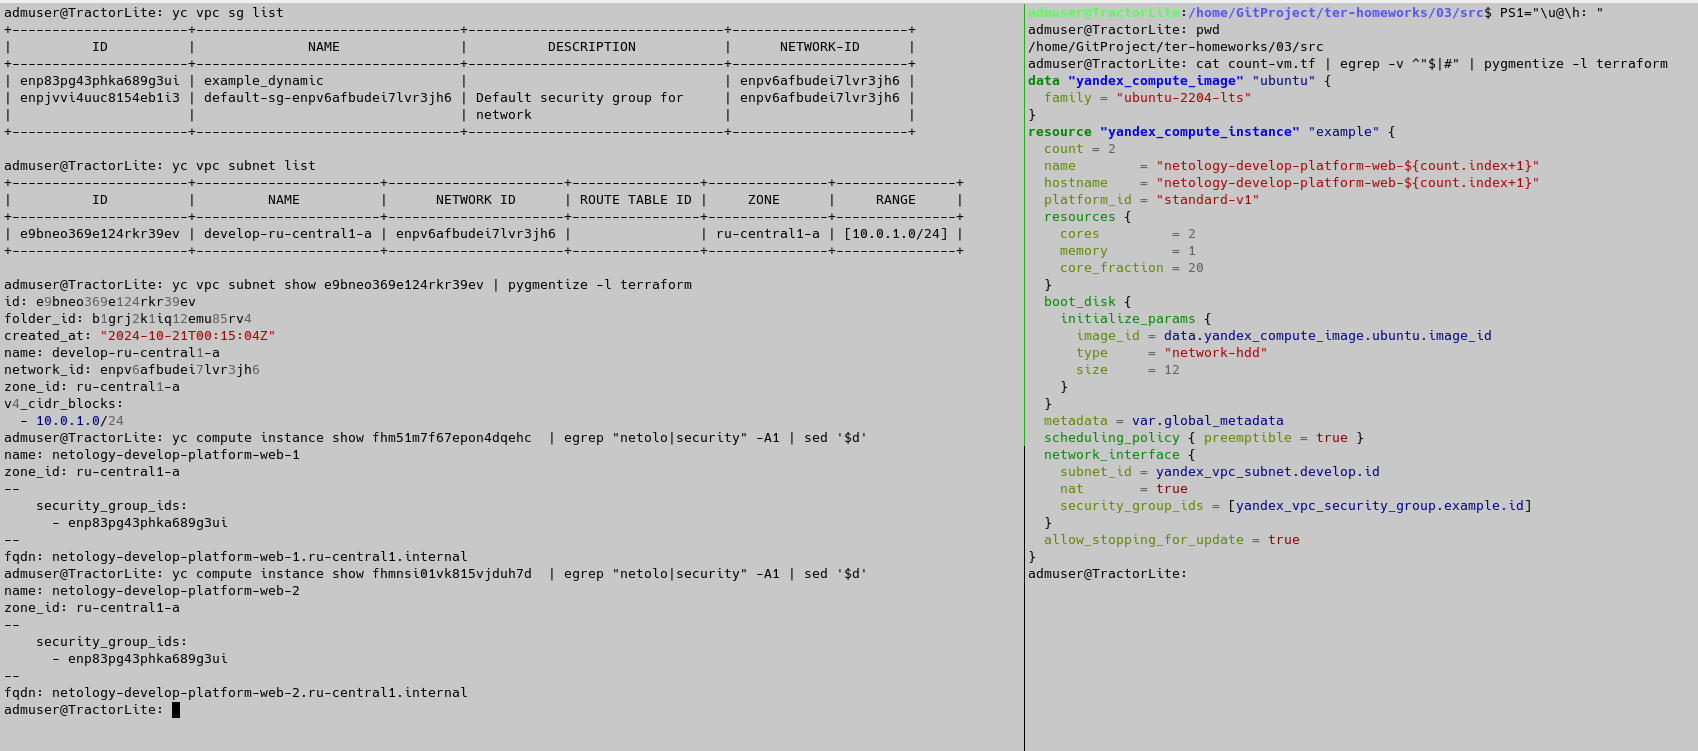 admuser@TractorLite: yc vpc sg list
+----------------------+---------------------------------+--------------------------------+----------------------+
|          ID          |              NAME               |          DESCRIPTION           |      NETWORK-ID      |
+----------------------+---------------------------------+--------------------------------+----------------------+
| enp83pg43phka689g3ui | example_dynamic                 |                                | enpv6afbudei7lvr3jh6 |
| enpjvvi4uuc8154eb1i3 | default-sg-enpv6afbudei7lvr3jh6 | Default security group for     | enpv6afbudei7lvr3jh6 |
|                      |                                 | network                        |                      |
+----------------------+---------------------------------+--------------------------------+----------------------+
admuser@TractorLite: yc vpc subnet list
+----------------------+-----------------------+----------------------+----------------+---------------+---------------+
|          ID          |         NAME          |      NETWORK ID      | ROUTE TABLE ID |     ZONE      |     RANGE     |
+----------------------+-----------------------+----------------------+----------------+---------------+---------------+
| e9bneo369e124rkr39ev | develop-ru-central1-a | enpv6afbudei7lvr3jh6 |                | ru-central1-a | [10.0.1.0/24] |
+----------------------+-----------------------+----------------------+----------------+---------------+---------------+
admuser@TractorLite: yc vpc subnet show e9bneo369e124rkr39ev | pygmentize -l terraform
id: e9bneo369e124rkr39ev
folder_id: b1grj2k1iq12emu85rv4
created_at: "2024-10-21T00:15:04Z"
name: develop-ru-central1-a
network_id: enpv6afbudei7lvr3jh6
zone_id: ru-central1-a
v4_cidr_blocks:
  - 10.0.1.0/24
admuser@TractorLite: yc compute instance show fhm51m7f67epon4dqehc  | egrep "netolo|security" -A1 | sed '$d'
name: netology-develop-platform-web-1
zone_id: ru-central1-a
--
    security_group_ids:
      - enp83pg43phka689g3ui
--
fqdn: netology-develop-platform-web-1.ru-central1.internal
admuser@TractorLite: yc compute instance show fhmnsi01vk815vjduh7d  | egrep "netolo|security" -A1 | sed '$d'
name: netology-develop-platform-web-2
zone_id: ru-central1-a
--
    security_group_ids:
      - enp83pg43phka689g3ui
--
fqdn: netology-develop-platform-web-2.ru-central1.internal
admuser@TractorLite:
admuser@TractorLite:/home/GitProject/ter-homeworks/03/src$ PS1="\u@\h: "
admuser@TractorLite: pwd
/home/GitProject/ter-homeworks/03/src
admuser@TractorLite: cat count-vm.tf | egrep -v ^"$|#" | pygmentize -l terraform
data "yandex_compute_image" "ubuntu" {
  family = "ubuntu-2204-lts"
}
resource "yandex_compute_instance" "example" {
  count = 2
  name        = "netology-develop-platform-web-${count.index+1}"
  hostname    = "netology-develop-platform-web-${count.index+1}"
  platform_id = "standard-v1"
  resources {
    cores         = 2
    memory        = 1
    core_fraction = 20
  }
  boot_disk {
    initialize_params {
      image_id = data.yandex_compute_image.ubuntu.image_id
      type     = "network-hdd"
      size     = 12
    }
  }
  metadata = var.global_metadata
  scheduling_policy { preemptible = true }
  network_interface {
    subnet_id = yandex_vpc_subnet.develop.id
    nat       = true
    security_group_ids = [yandex_vpc_security_group.example.id]
  }
  allow_stopping_for_update = true
}
admuser@TractorLite: